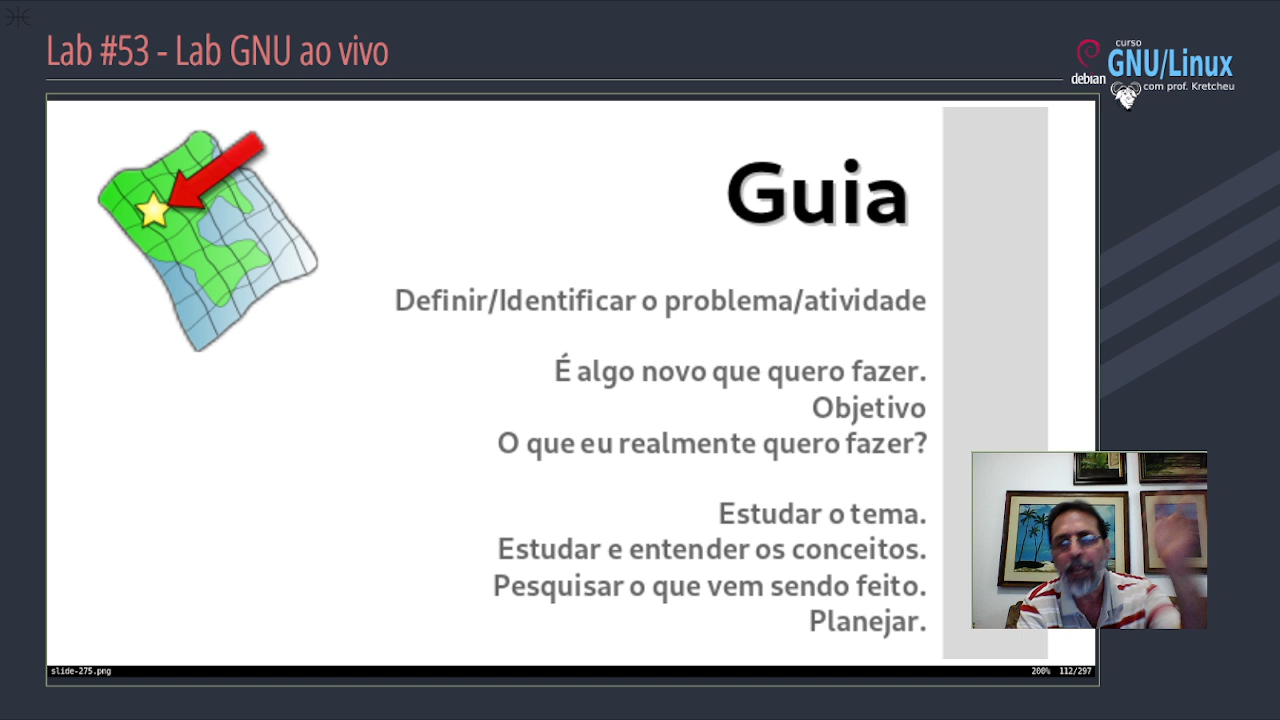 Lab #53 - Lab GNU ao vivo
curso
GNU/Linux
debian
com prof. Kretcheu
Guia
Definir/Identificar o problema/atividade
É algo novo que quero fazer.
Objetivo
O que eu realmente quero fazer?
Estudar o tema.
Estudar e entender os conceitos.
Pesquisar o que vem sendo feito.
Planejar.
slide-275.png
200% 112/297